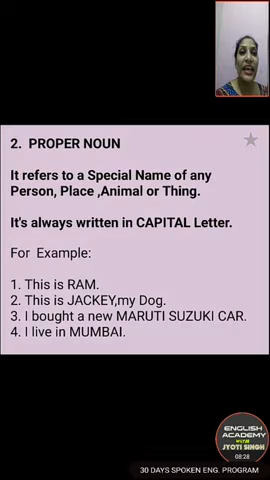 2. PROPER NOUN
It refers to a Special Name of any
Person, Place ,Animal or Thing.
It's always written in CAPITAL Letter.
For Example:
1. This is RAM.
2. This is JACKEY,my Dog.
3. I bought a new MARUTI SUZUKI CAR.
4. I live in MUMBAI.
ENGLISH
ACADEMY
WITH
JYOTI SINGH
08:28
30 DAYS SPOKEN ENG. PROGRAM